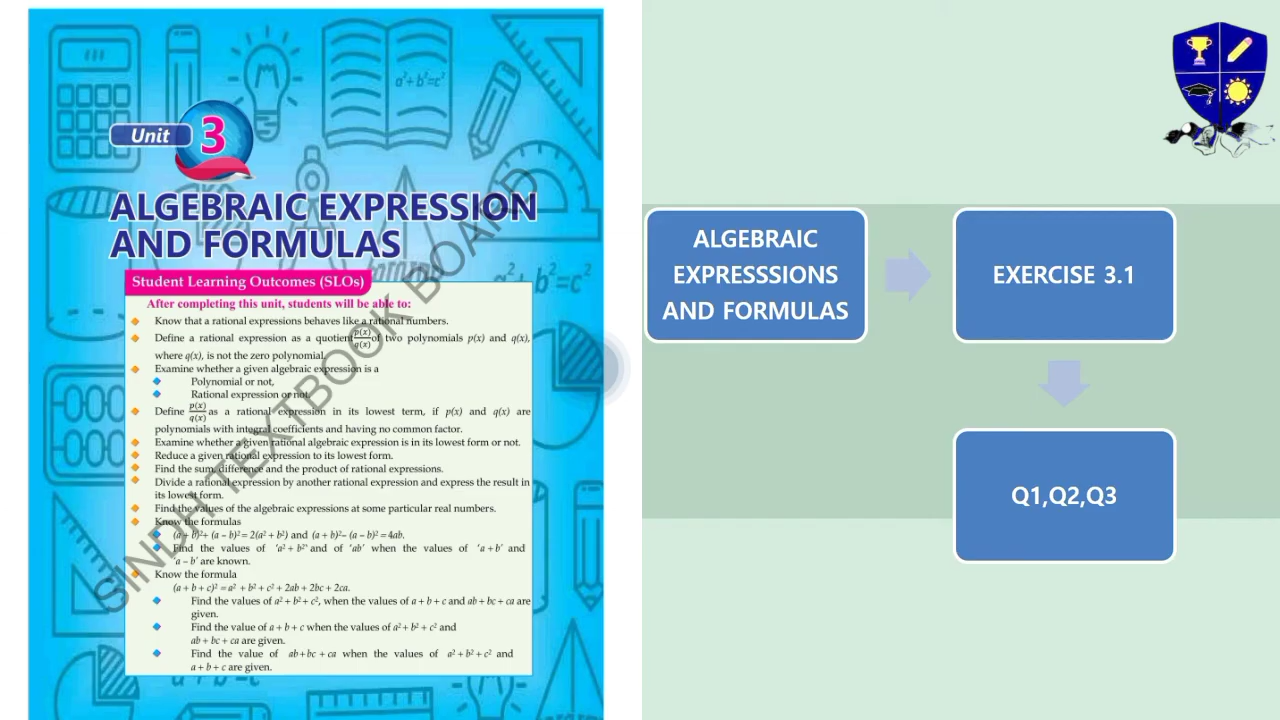 a²+b²=c²
Unit 3
ALGEBRAIC EXPRESSION
AND FORMULAS
a²+b²=c²
Student Learning Outcomes (SLOs)
After completing this unit, students will be able to:
Know that a rational expressions behaves like a rational numbers.
Define a rational expression as a quotient p(x)/q(x) of two polynomials p(x) and q(x),
where q(x), is not the zero polynomial.
Examine whether a given algebraic expression is a
Polynomial or not,
Rational expression or not.
Define p(x)/q(x) as a rational expression in its lowest term, if p(x) and q(x) are
polynomials with integral coefficients and having no common factor.
Examine whether a given rational algebraic expression is in its lowest form or not.
Reduce a given rational expression to its lowest form.
Find the sum, difference and the product of rational expressions.
Divide a rational expression by another rational expression and express the result in
its lowest form.
Find the values of the algebraic expressions at some particular real numbers.
Know the formulas
(a + b)²+ (a – b)² = 2(a² + b²) and (a + b)² – (a – b)² = 4ab.
Find the values of 'a² + b²' and of 'ab' when the values of 'a + b' and
'a – b' are known.
Know the formula
(a + b + c)² = a² + b² + c² + 2ab + 2bc + 2ca.
Find the values of a² + b² + c², when the values of a + b + c and ab + bc + ca are
given.
Find the value of a + b + c when the values of a² + b² + c² and
ab + bc + ca are given.
Find the value of ab+bc + ca when the values of a² + b² + c² and
a + b + c are given.
SINDH TEXTBOOK BOARD
ALGEBRAIC
EXPRESSSIONS
AND FORMULAS
EXERCISE 3.1
Q1,Q2,Q3